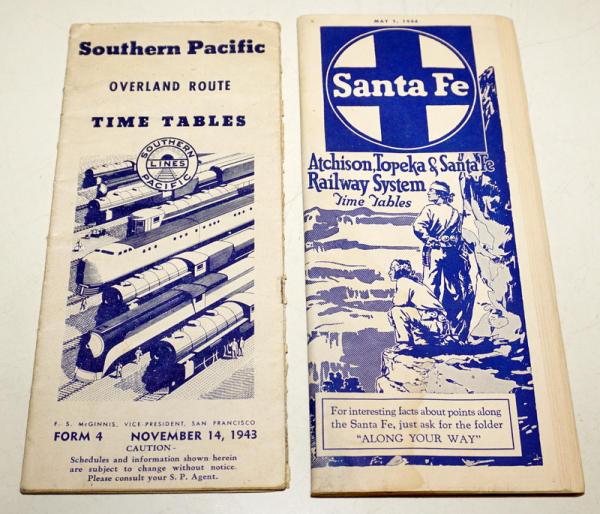 Southern Pacific
OVERLAND ROUTE
TIME TABLES
SOUTHERN
LINES
PACIFIC
F. S. McGINNIS, VICE-PRESIDENT, SAN FRANCISCO
FORM 4 NOVEMBER 14, 1943
CAUTION-
Schedules and information shown herein
are subject to change without notice.
Please consult your S. P. Agent.
MAY 7, 1944
Santa Fe
Atchison, Topeka & Santa Fe
Railway System
Time Tables
For interesting facts about points along
the Santa Fe, just ask for the folder
"ALONG YOUR WAY"